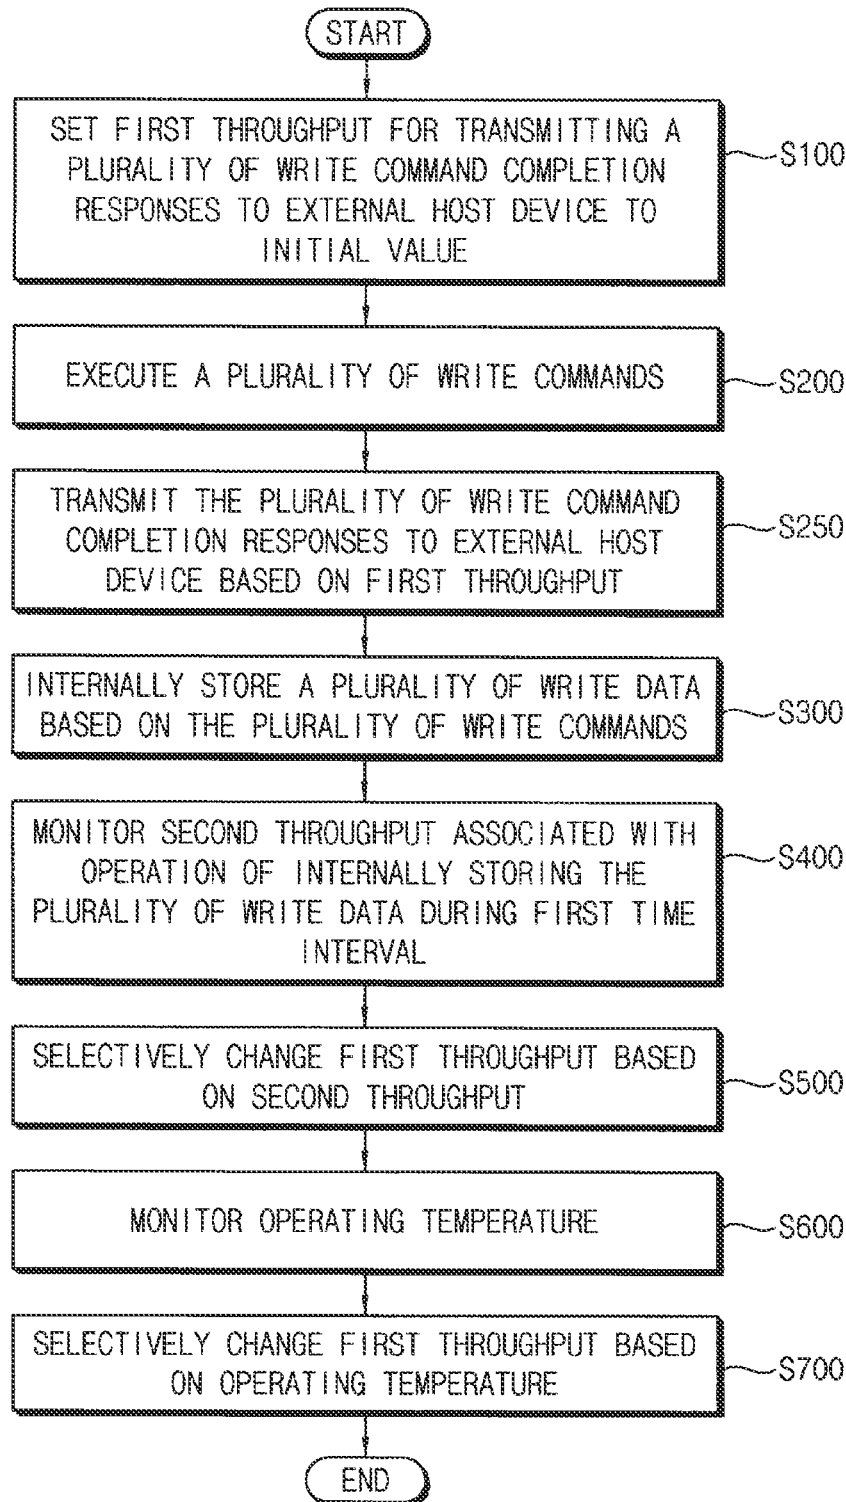 START
SET FIRST THROUGHPUT FOR TRANSMITTING A
PLURALITY OF WRITE COMMAND COMPLETION
RESPONSES TO EXTERNAL HOST DEVICE TO
INITIAL VALUE
S100
EXECUTE A PLURALITY OF WRITE COMMANDS
S200
TRANSMIT THE PLURALITY OF WRITE COMMAND
COMPLETION RESPONSES TO EXTERNAL HOST
DEVICE BASED ON FIRST THROUGHPUT
S250
INTERNALLY STORE A PLURALITY OF WRITE DATA
BASED ON THE PLURALITY OF WRITE COMMANDS
S300
MONITOR SECOND THROUGHPUT ASSOCIATED WITH
OPERATION OF INTERNALLY STORING THE
PLURALITY OF WRITE DATA DURING FIRST TIME
INTERVAL
S400
SELECTIVELY CHANGE FIRST THROUGHPUT BASED
ON SECOND THROUGHPUT
S500
MONITOR OPERATING TEMPERATURE
S600
SELECTIVELY CHANGE FIRST THROUGHPUT BASED
ON OPERATING TEMPERATURE
S700
END